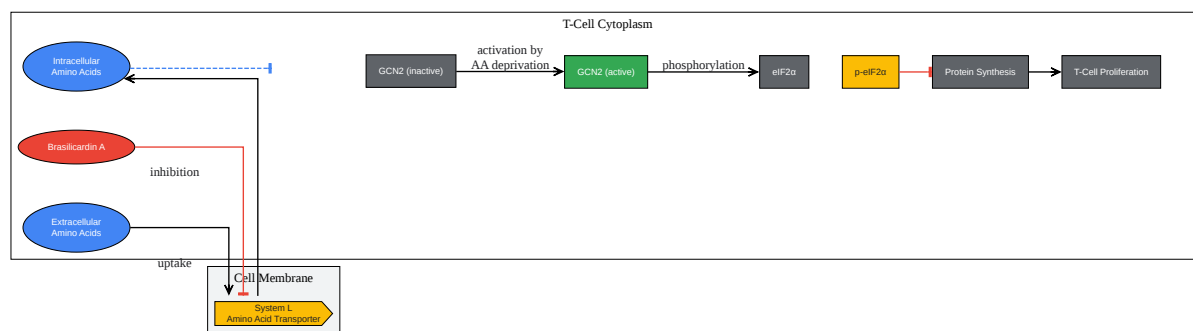 T-Cell Cytoplasm
Intracellular
Amino Acids
GCN2 (inactive)
activation by
AA deprivation
GCN2 (active)
phosphorylation
eIF2α
p-eIF2α
Protein Synthesis
T-Cell Proliferation
Brasilicardin A
inhibition
Extracellular
Amino Acids
uptake
Cell Membrane
System L
Amino Acid Transporter